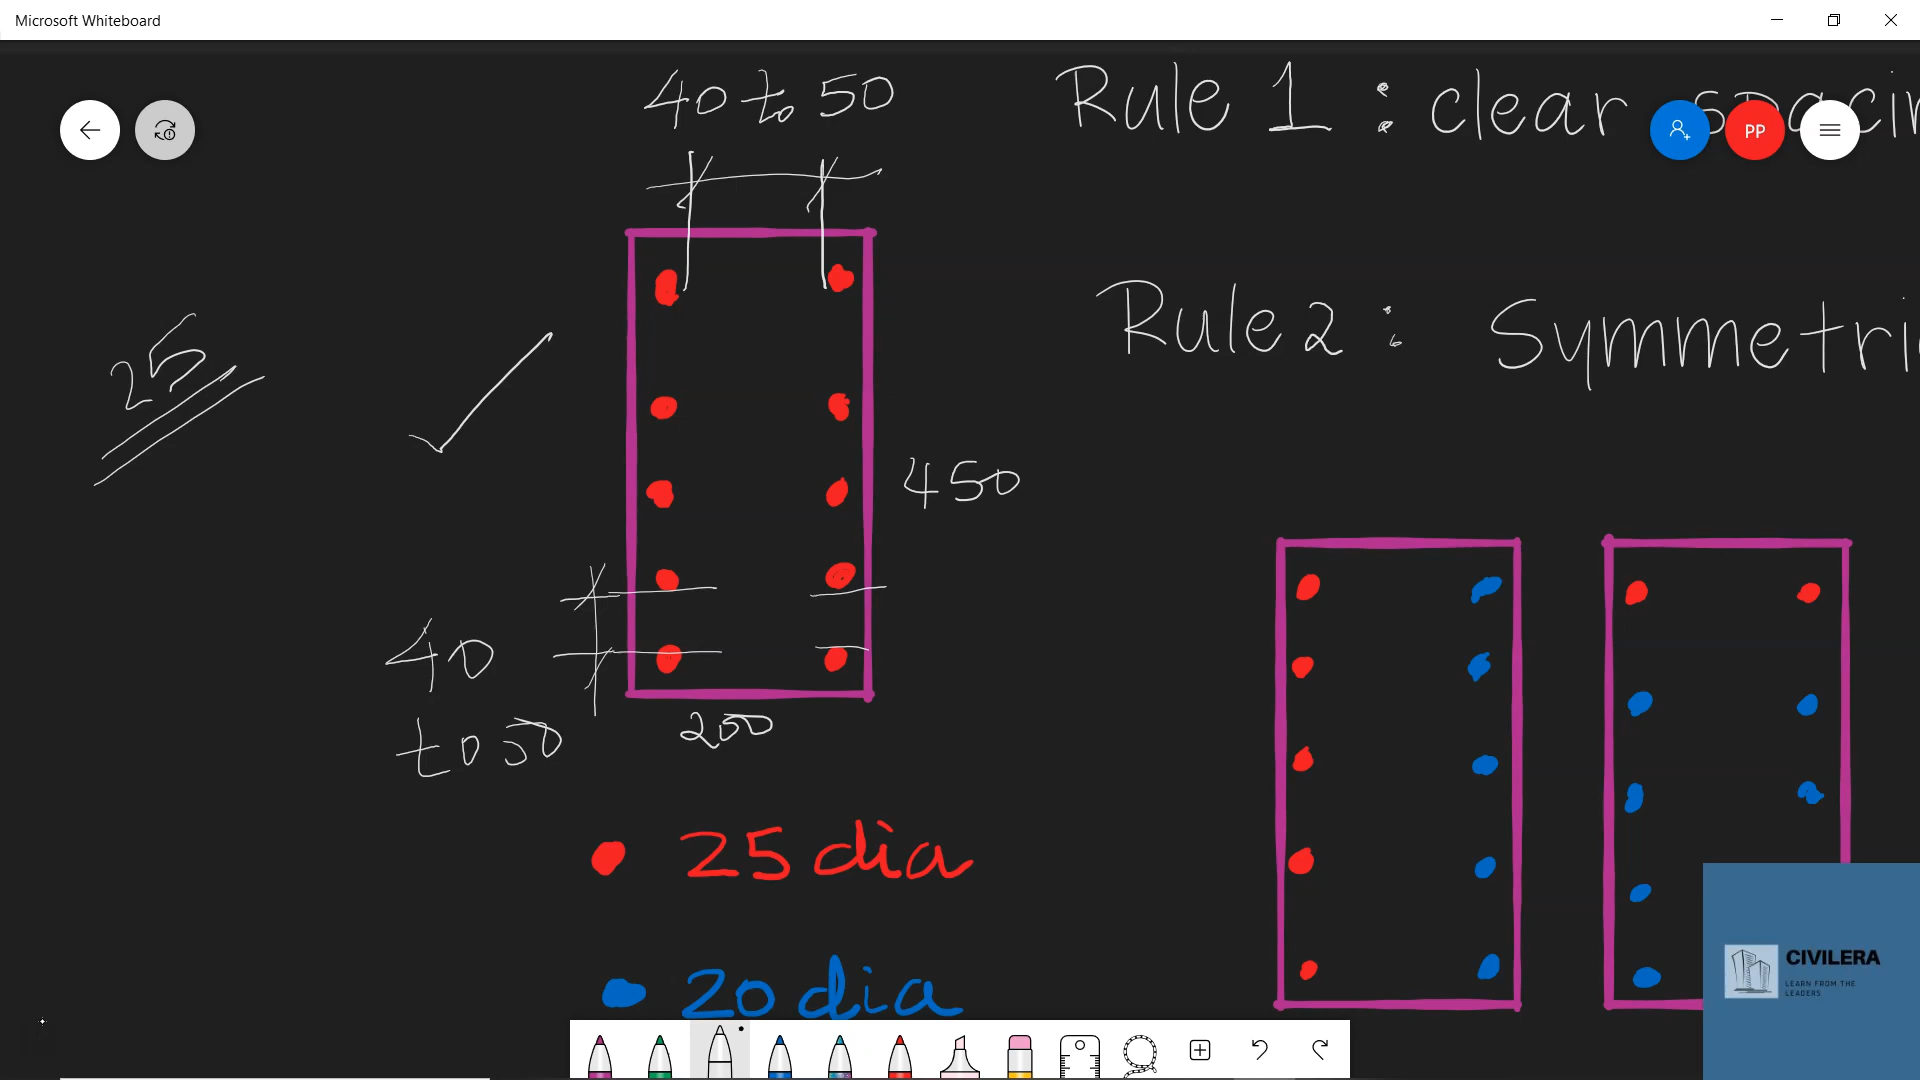 Microsoft Whiteboard
40 to 50
Rule 1 : clear spacin
PP
Rule 2 : Symmetri
25
450
40
to 50
200
25 dia
20 dia
CIVILERA
LEARN FROM THE
LEADERS